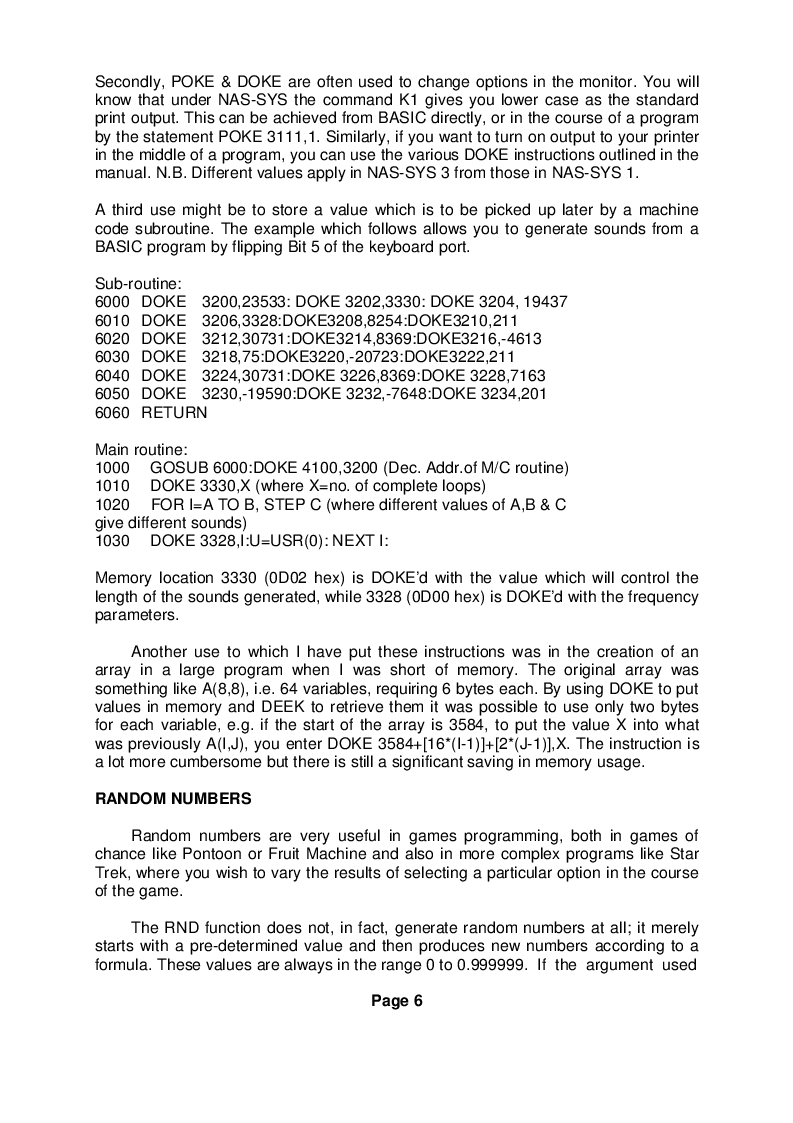 Secondly, POKE & DOKE are often used to change options in the monitor. You will
know that under NAS-SYS the command K1 gives you lower case as the standard
print output. This can be achieved from BASIC directly, or in the course of a program
by the statement POKE 3111,1. Similarly, if you want to turn on output to your printer
in the middle of a program, you can use the various DOKE instructions outlined in the
manual. N.B. Different values apply in NAS-SYS 3 from those in NAS-SYS 1.

A third use might be to store a value which is to be picked up later by a machine
code subroutine. The example which follows allows you to generate sounds from a
BASIC program by flipping Bit 5 of the keyboard port.

Sub-routine:
6000 DOKE 3200,23533: DOKE 3202,3330: DOKE 3204, 19437
6010 DOKE 3206,3328:DOKE3208,8254:DOKE3210,211
6020 DOKE 3212,30731:DOKE3214,8369:DOKE3216,-4613
6030 DOKE 3218,75:DOKE3220,-20723:DOKE3222,211
6040 DOKE 3224,30731:DOKE 3226,8369:DOKE 3228,7163
6050 DOKE 3230,-19590:DOKE 3232,-7648:DOKE 3234,201
6060 RETURN

Main routine:
1000 GOSUB 6000:DOKE 4100,3200 (Dec. Addr.of M/C routine)
1010 DOKE 3330,X (where X=no. of complete loops)
1020 FOR I=A TO B, STEP C (where different values of A,B & C
give different sounds)
1030 DOKE 3328,I:U=USR(0): NEXT I:

Memory location 3330 (0D02 hex) is DOKE’d with the value which will control the
length of the sounds generated, while 3328 (0D00 hex) is DOKE’d with the frequency
parameters.

Another use to which I have put these instructions was in the creation of an
array in a large program when I was short of memory. The original array was
something like A(8,8), i.e. 64 variables, requiring 6 bytes each. By using DOKE to put
values in memory and DEEK to retrieve them it was possible to use only two bytes
for each variable, e.g. if the start of the array is 3584, to put the value X into what
was previously A(I,J), you enter DOKE 3584+[16*(I-1)]+[2*(J-1)],X. The instruction is
a lot more cumbersome but there is still a significant saving in memory usage.

RANDOM NUMBERS

Random numbers are very useful in games programming, both in games of
chance like Pontoon or Fruit Machine and also in more complex programs like Star
Trek, where you wish to vary the results of selecting a particular option in the course
of the game.

The RND function does not, in fact, generate random numbers at all; it merely
starts with a pre-determined value and then produces new numbers according to a
formula. These values are always in the range 0 to 0.999999. If the argument used

Page 6